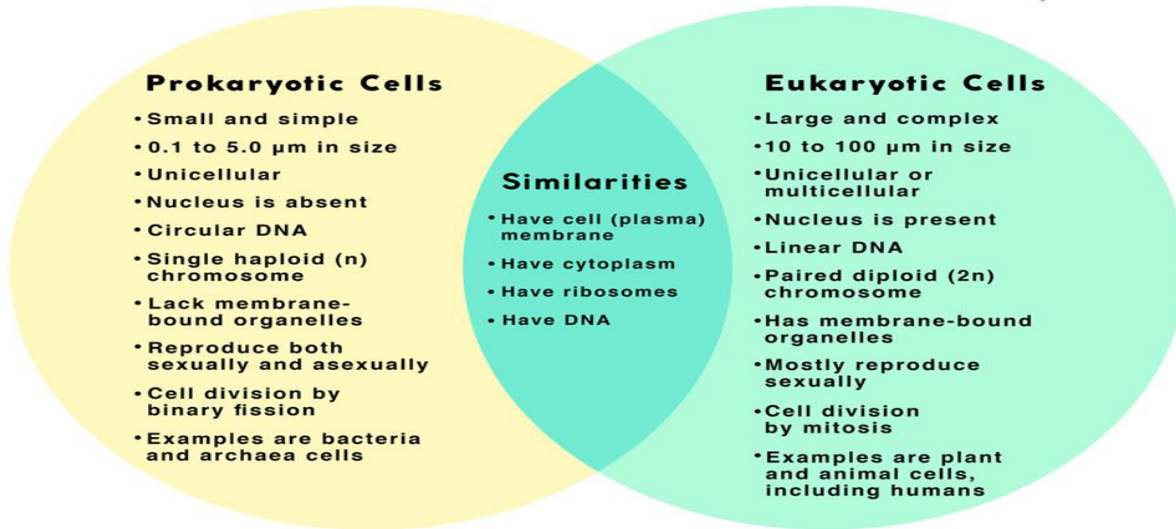 Prokaryotic Cells
• Small and simple
• 0.1 to 5.0 µm in size
• Unicellular
• Nucleus is absent
• Circular DNA
• Single haploid (n)
chromosome
• Lack membrane-
bound organelles
• Reproduce both
sexually and asexually
• Cell division by
binary fission
• Examples are bacteria
and archaea cells
Similarities
• Have cell (plasma)
membrane
• Have cytoplasm
• Have ribosomes
• Have DNA
Eukaryotic Cells
• Large and complex
• 10 to 100 µm in size
• Unicellular or
multicellular
• Nucleus is present
• Linear DNA
• Paired diploid (2n)
chromosome
• Has membrane-bound
organelles
• Mostly reproduce
sexually
• Cell division
by mitosis
• Examples are plant
and animal cells,
including humans